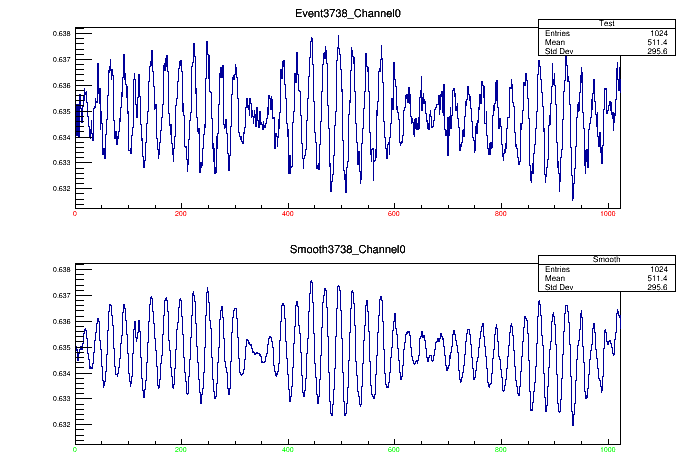 Event3738_Channel0
Test
Entries 1024
Mean 511.4
Std Dev 295.6
0.638
0.637
0.636
0.635
0.634
0.633
0.632
0 200 400 600 800 1000
Smooth3738_Channel0
Smooth
Entries 1024
Mean 511.4
Std Dev 295.6
0.638
0.637
0.636
0.635
0.634
0.633
0.632
0 200 400 600 800 1000